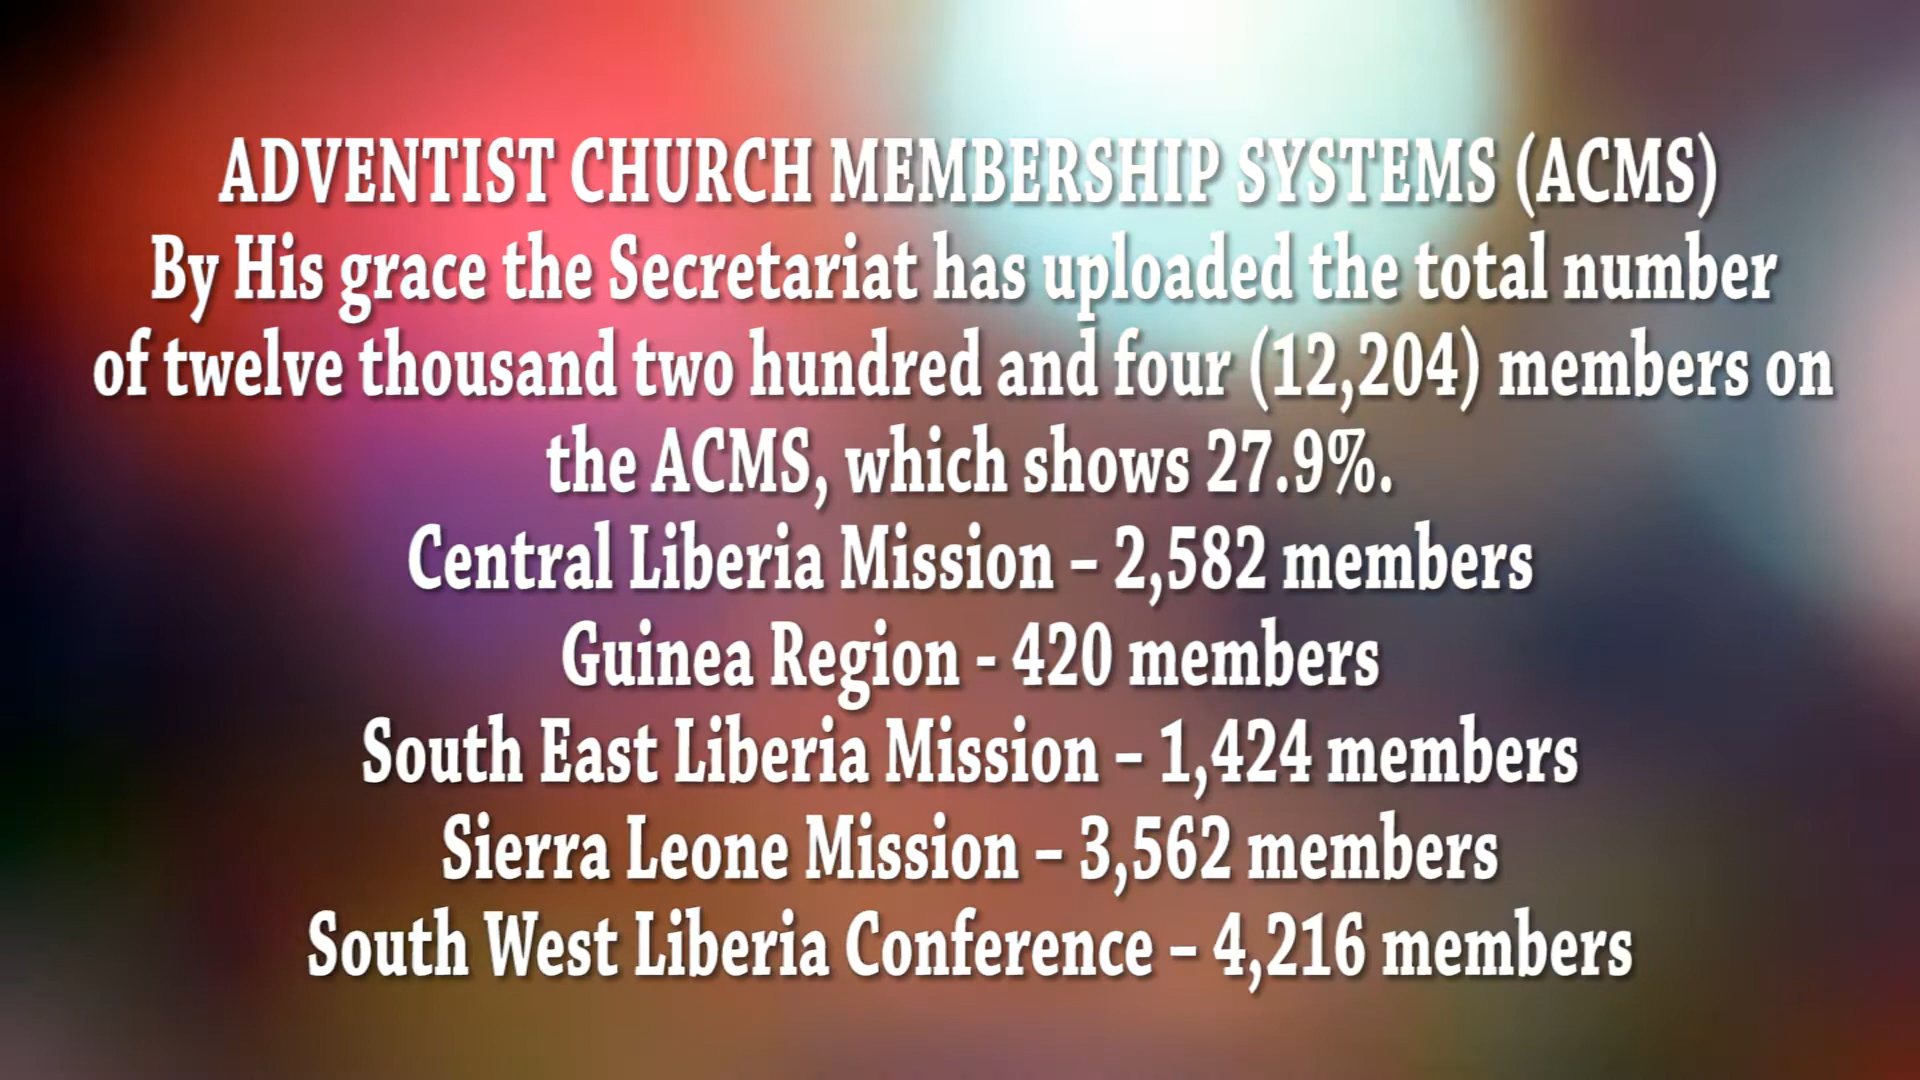 ADVENTIST CHURCH MEMBERSHIP SYSTEMS (ACMS)
By His grace the Secretariat has uploaded the total number
of twelve thousand two hundred and four (12,204) members on
the ACMS, which shows 27.9%.
Central Liberia Mission – 2,582 members
Guinea Region - 420 members
South East Liberia Mission – 1,424 members
Sierra Leone Mission – 3,562 members
South West Liberia Conference – 4,216 members